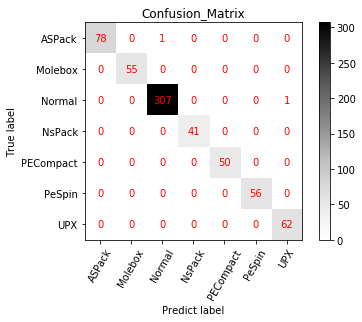 Confusion_Matrix
True label
ASPack 78 0 1 0 0 0 0
Molebox 0 55 0 0 0 0 0
Normal 0 0 307 0 0 0 1
NsPack 0 0 0 41 0 0 0
PECompact 0 0 0 0 50 0 0
PeSpin 0 0 0 0 0 56 0
UPX 0 0 0 0 0 0 62
ASPack Molebox Normal NsPack PECompact PeSpin UPX
Predict label
300
250
200
150
100
50
0